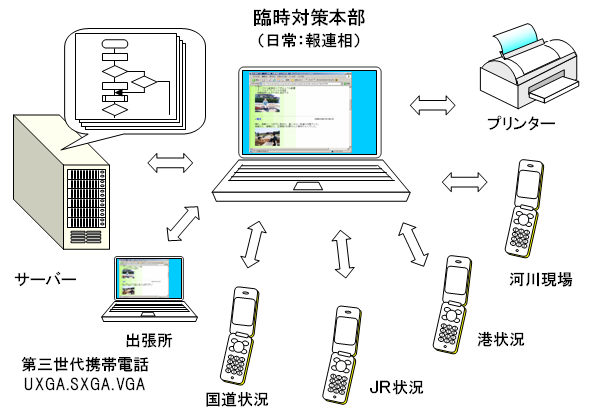 臨時対策本部
（日常：報連相）
プリンター
サーバー
河川現場
出張所
港状況
第三世代携帯電話
UXGA.SXGA.VGA
JR状況
国道状況